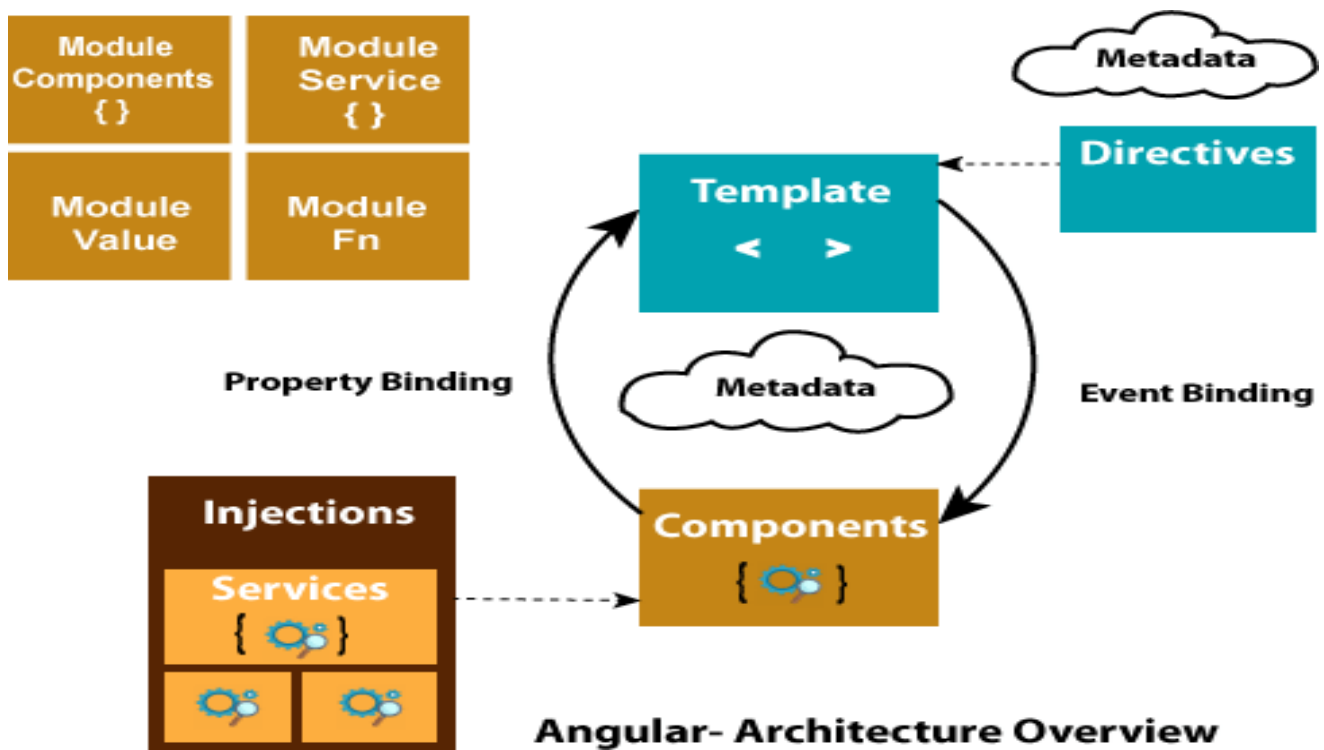 Module
Components
{ }
Module
Service
{ }
Module
Value
Module
Fn
Metadata
Directives
Template
< >
Property Binding
Metadata
Event Binding
Injections
Services
{ }
Components
{ }
Angular- Architecture Overview